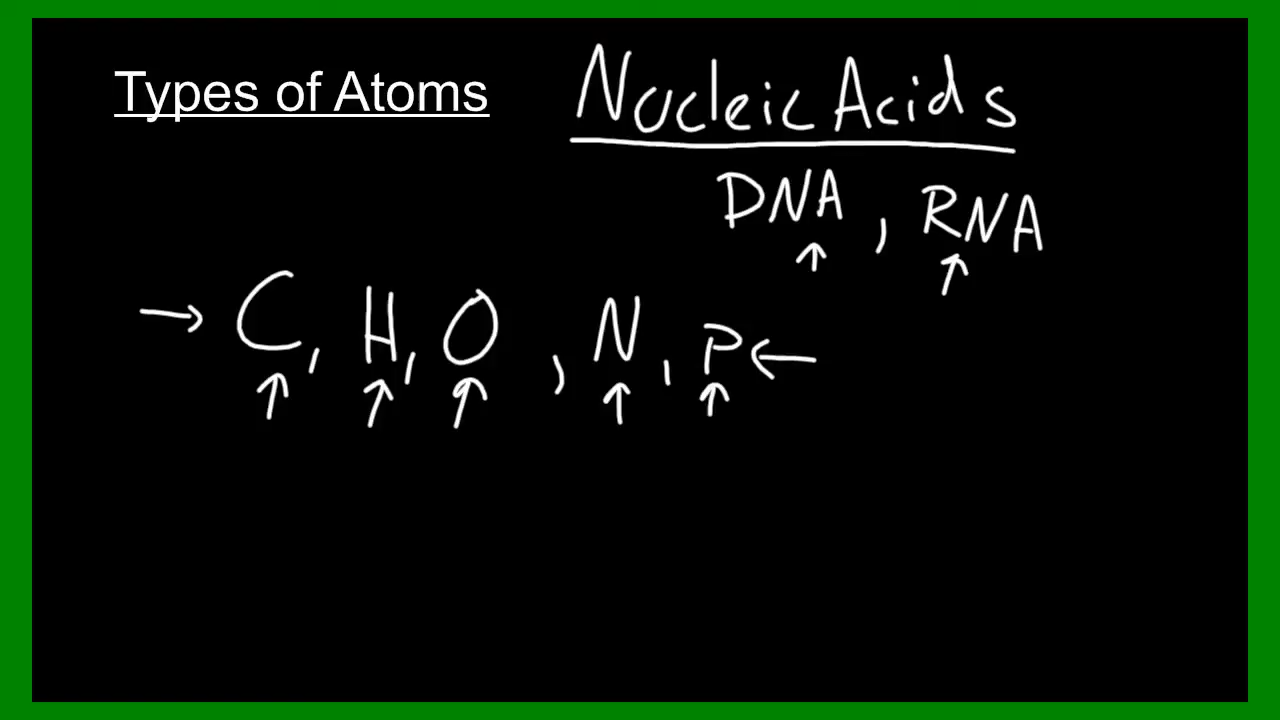 Types of Atoms
Nucleic Acids
DNA, RNA
C, H, O, N, P